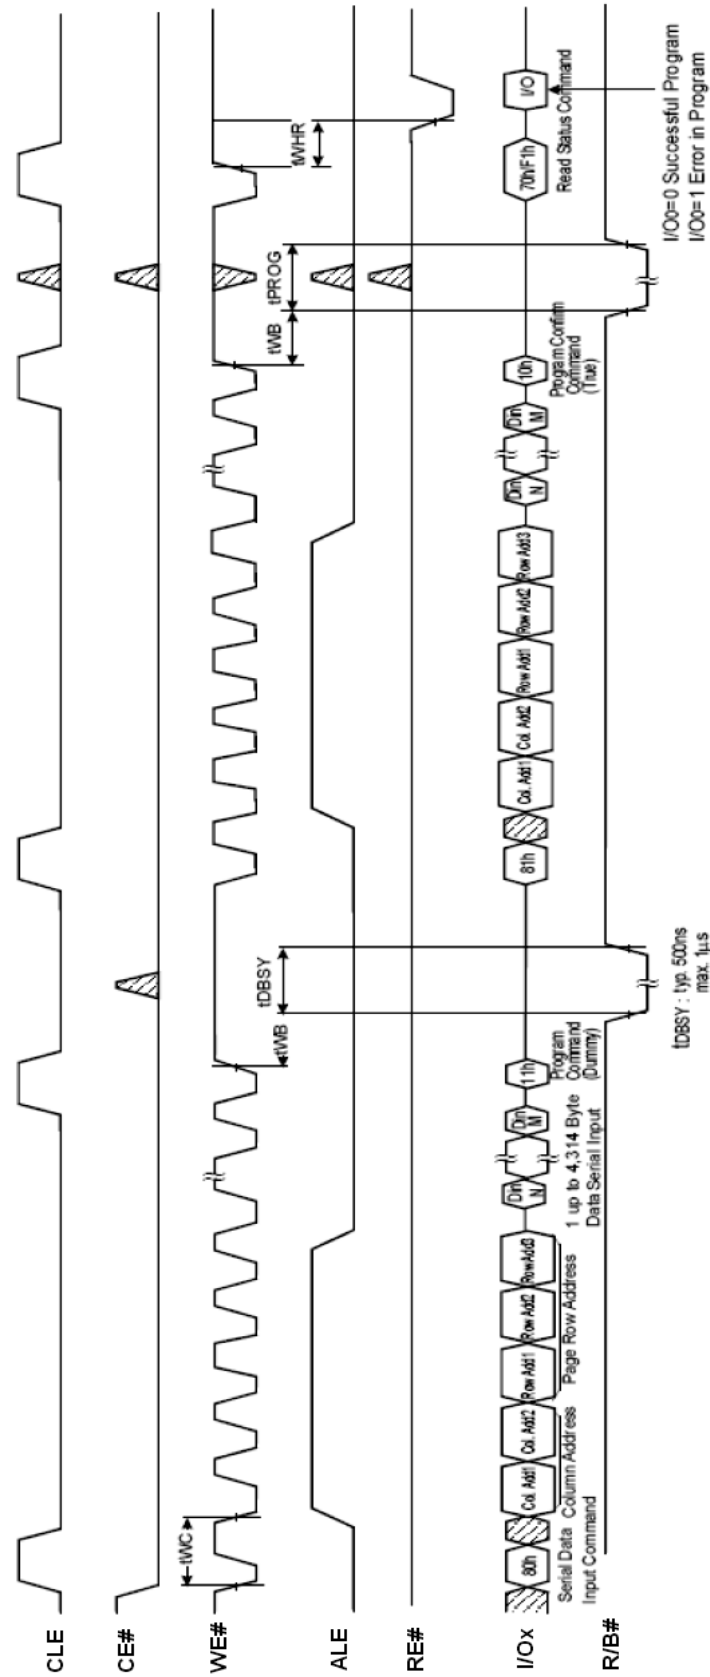 CLE
CE#
WE#
tWC
tWB
tDBSY
tWB
tPROG
tWHR
ALE
RE#
I/Ox
80h
Col. Add1
Col. Add2
Row Add1
Row Add2
Row Add3
Din N
Din M
11h
81h
Col. Add1
Col. Add2
Row Add1
Row Add2
Row Add3
Din N
Din M
10h
70h/F1h
I/O
Serial Data
Input Command
Column Address
Page Row Address
1 up to 4,314 Byte
Data Serial Input
Program
Command
(Dummy)
Program Confirm
Command
(True)
Read Status Command
R/B#
tDBSY : typ. 500ns
max. 1μs
I/O0=0 Successful Program
I/O0=1 Error in Program